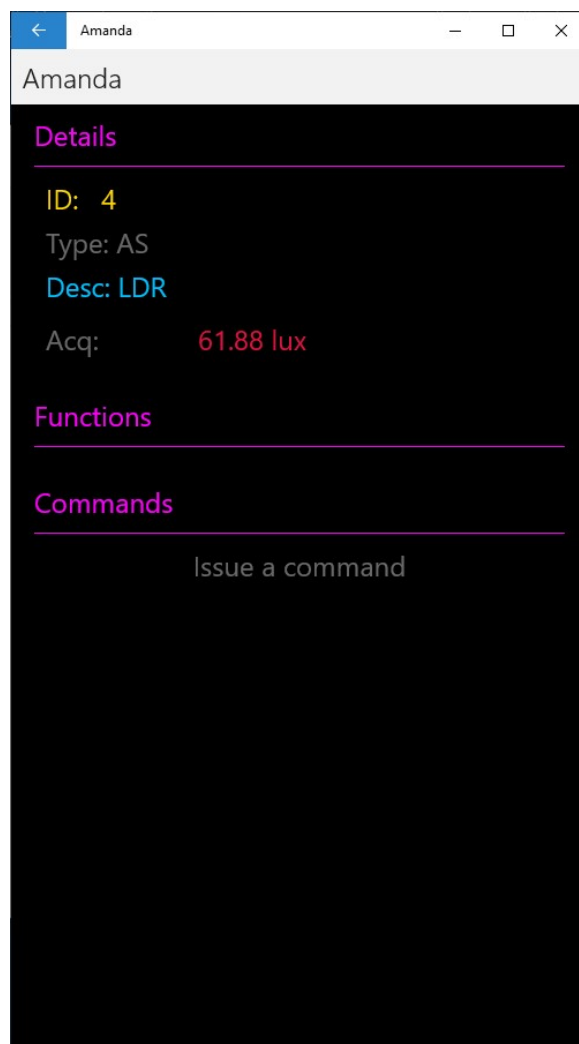 Amanda
Amanda
Details
ID: 4
Type: AS
Desc: LDR
Acq: 61.88 lux
Functions
Commands
Issue a command